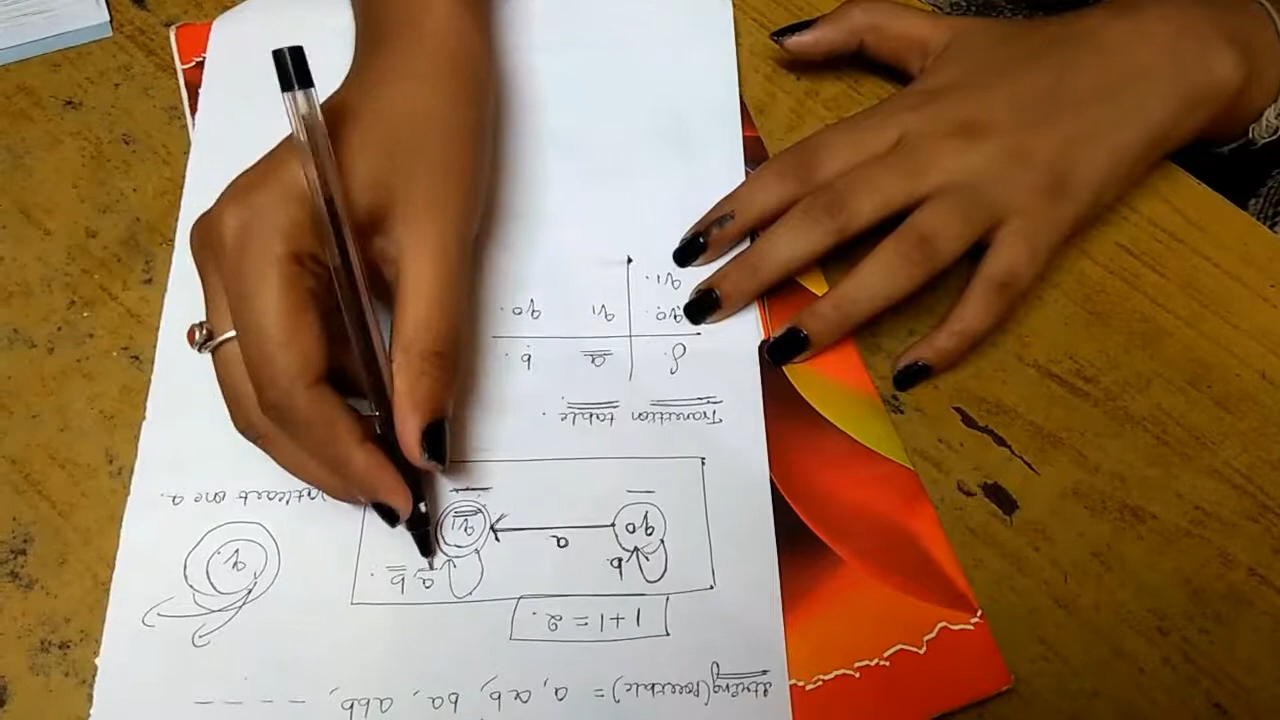 string(possible) = a, ab, ba, abb, - - - -
1+1=2.
b
a, b.
a
q0
q1
q.
atleast one a.
Transition table.
δ a b.
q0. q1 q0.
q1.